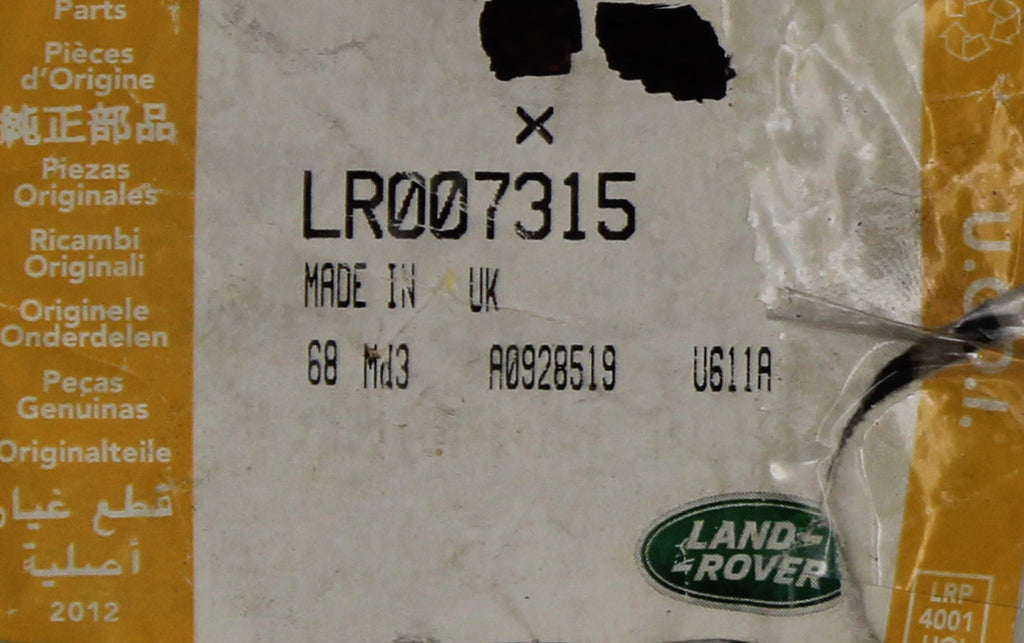 Parts
Pièces
d'Origine
純正部品
Piezas
Originales
Ricambi
Originali
Originele
Onderdelen
Peças
Genuinas
Originalteile
قطع غيار
أصلية
2012
X
LR007315
MADE IN UK
68 Md3 A0928519 U611A
LAND-
-ROVER
LRP
4001